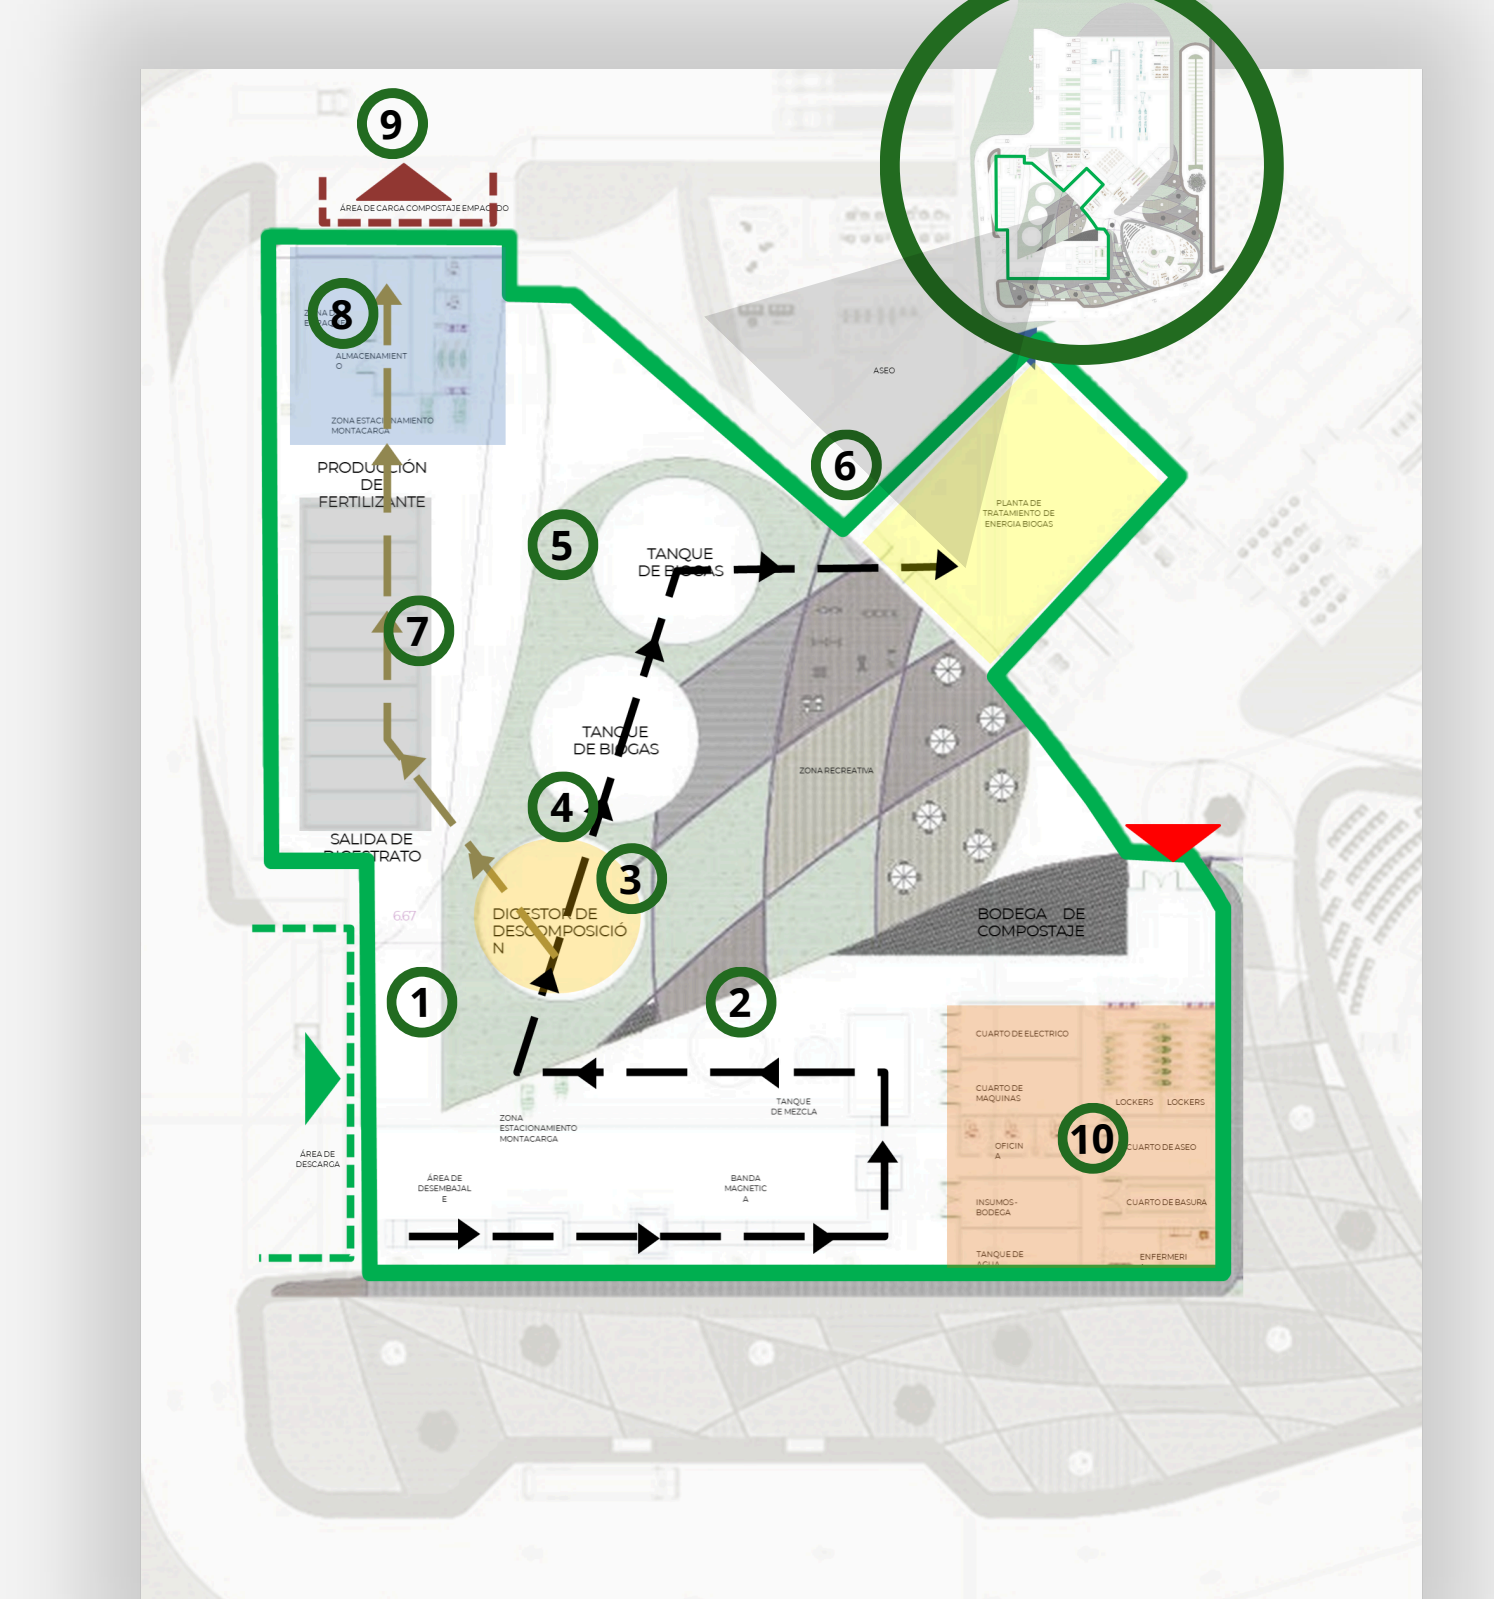 9
ÁREA DE CARGA COMPOSTAJE EMPACADO
8
ALMACENAMIENT
O
ZONA ESTACIONAMIENTO
MONTACARGA
PRODUCCIÓN
DE
FERTILIZANTE
ASEO
6
PLANTA DE
TRATAMIENTO DE
ENERGIA BIOGAS
5
TANQUE
DE BIOGAS
7
TANQUE
DE BIOGAS
ZONA RECREATIVA
4
SALIDA DE
DIGESTRATO
3
6.67
DIGESTOR DE
DESCOMPOSICIÓ
N
BODEGA DE
COMPOSTAJE
1
2
CUARTO DE ELECTRICO
CUARTO DE
MAQUINAS
LOCKERS
LOCKERS
TANQUE
DE MEZCLA
ZONA
ESTACIONAMIENTO
MONTACARGA
10
OFICIN
A
CUARTO DE ASEO
ÁREA DE
DESCARGA
ÁREA DE
DESEMBAJAL
E
BANDA
MAGNETIC
A
INSUMOS -
BODEGA
CUARTO DE BASURA
TANQUE DE
AGUA
ENFERMERI